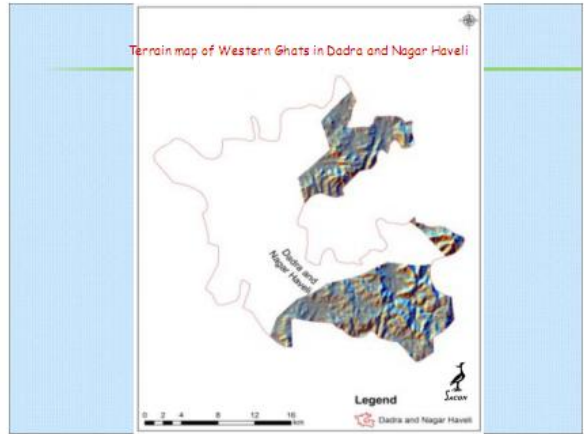 Terrain map of Western Ghats in Dadra and Nagar Haveli
Dadra and
Nagar Haveli
SACON
Legend
0 2 4 8 12 16
km
Dadra and Nagar Haveli